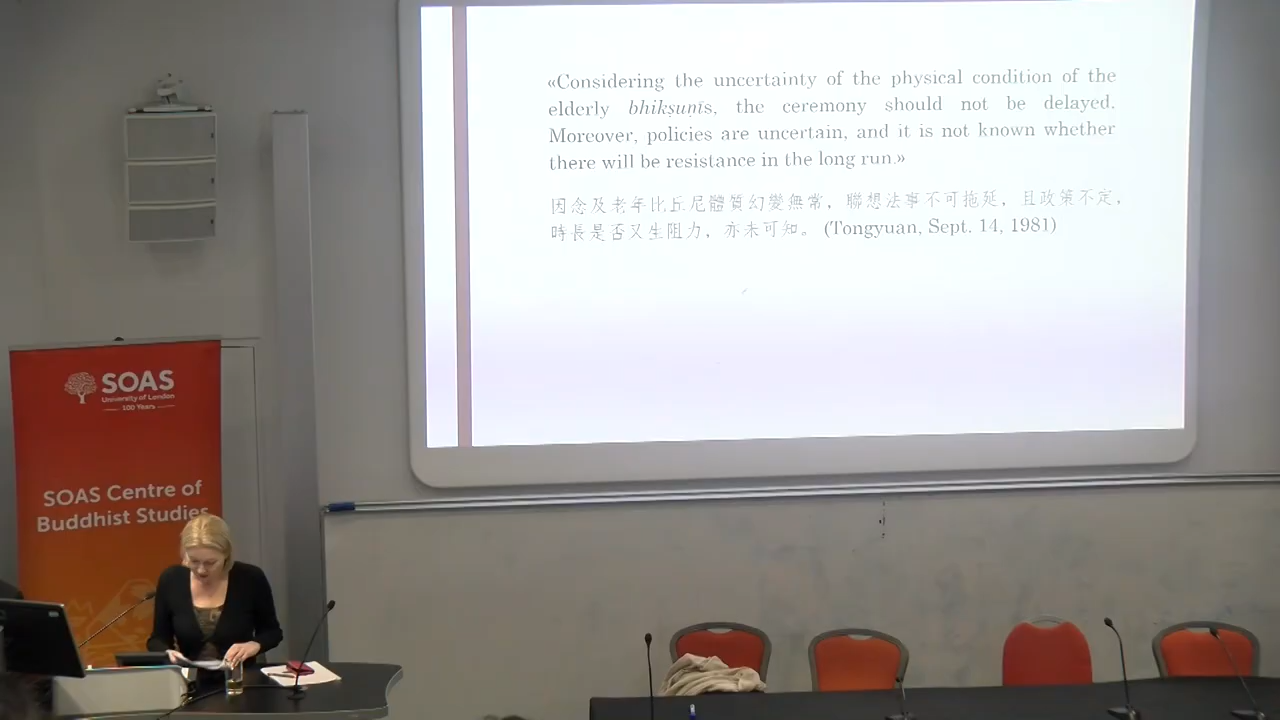 «Considering the uncertainty of the physical condition of the
elderly bhikṣuṇīs, the ceremony should not be delayed.
Moreover, policies are uncertain, and it is not known whether
there will be resistance in the long run.»
因念及老年比丘尼體質幻變無常，聯想法事不可拖延，且政策不定，
時長是否又生阻力，亦未可知。 (Tongyuan, Sept. 14, 1981)
SOAS
University of London
100 Years
SOAS Centre of
Buddhist Studies